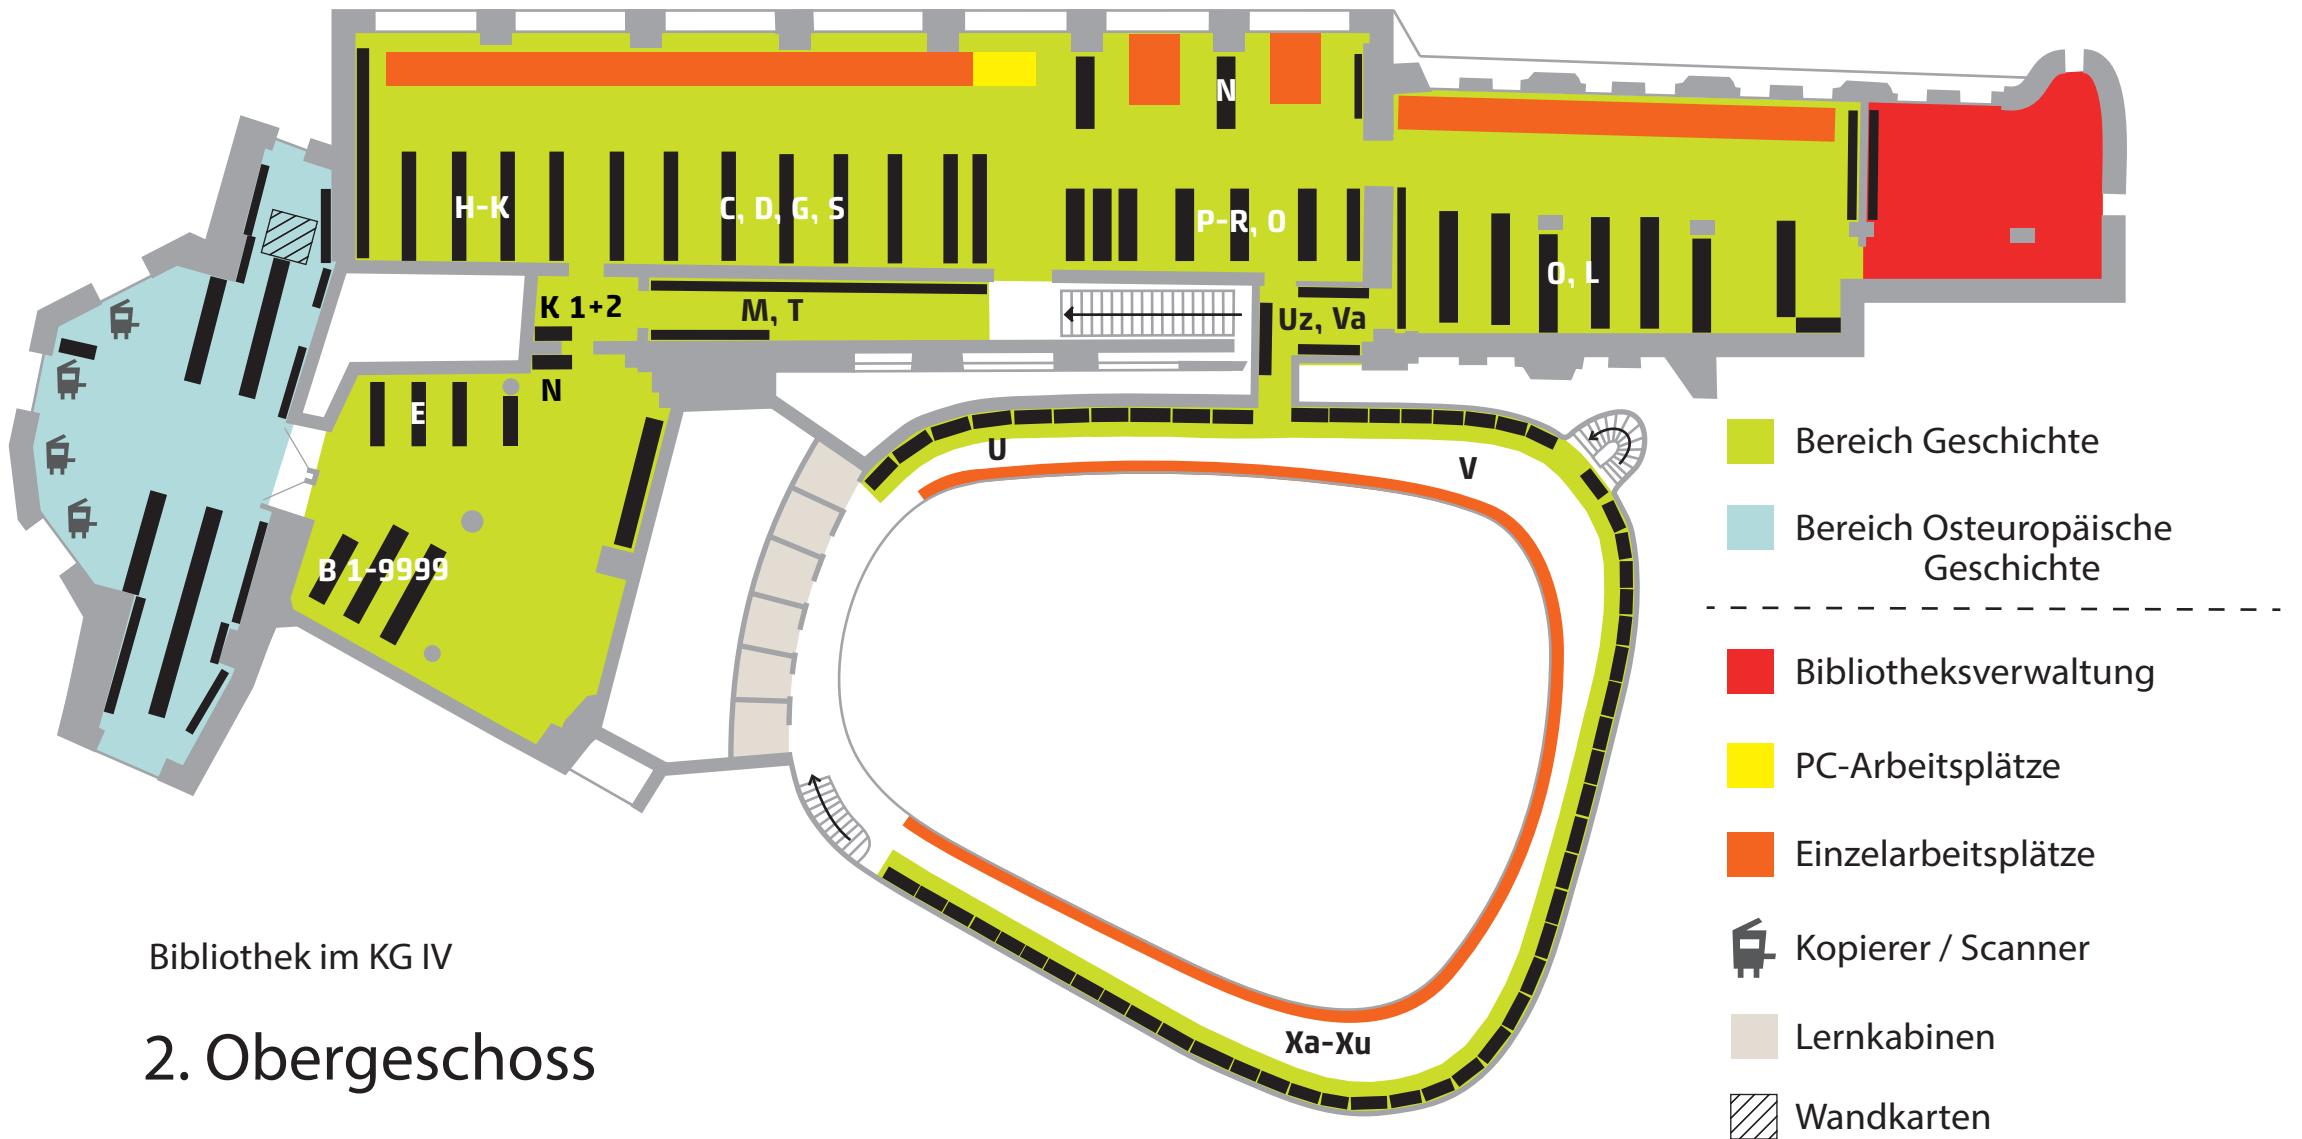 N
H-K
C, D, G, S
P-R, O
O, L
K 1+2
M, T
Uz, Va
N
E
U
V
B 1-9999
Xa-Xu
Bereich Geschichte
Bereich Osteuropäische
Geschichte
Bibliotheksverwaltung
PC-Arbeitsplätze
Einzelarbeitsplätze
Kopierer / Scanner
Lernkabinen
Wandkarten
Bibliothek im KG IV
2. Obergeschoss